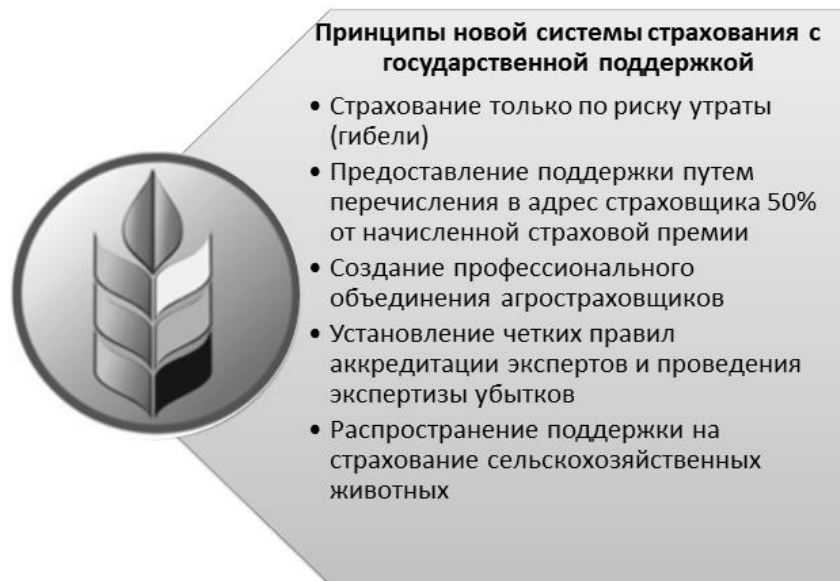 Принципы новой системы страхования с
государственной поддержкой
• Страхование только по риску утраты
(гибели)
• Предоставление поддержки путем
перечисления в адрес страховщика 50%
от начисленной страховой премии
• Создание профессионального
объединения агростраховщиков
• Установление четких правил
аккредитации экспертов и проведения
экспертизы убытков
• Распространение поддержки на
страхование сельскохозяйственных
животных